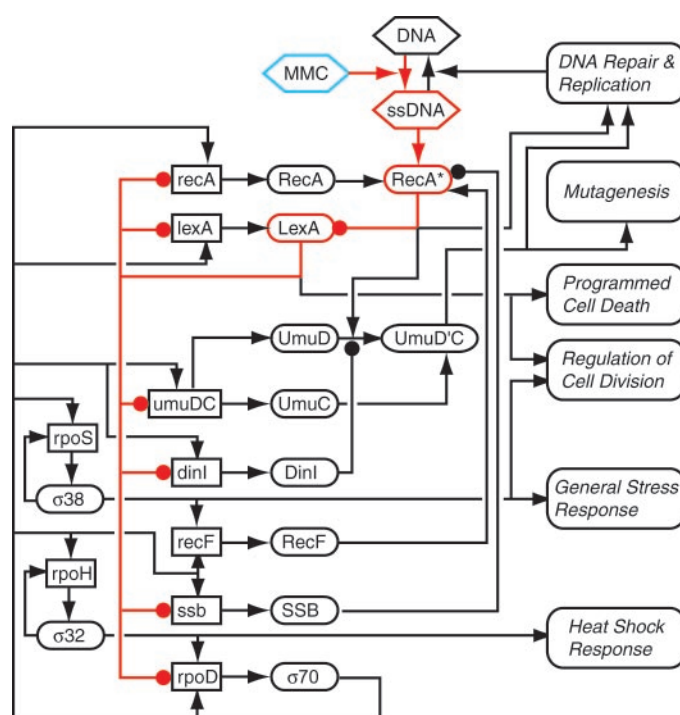 DNA
MMC
DNA Repair &
Replication
ssDNA
recA
RecA
RecA*
Mutagenesis
lexA
LexA
Programmed
Cell Death
UmuD
UmuD'C
Regulation of
Cell Division
umuDC
UmuC
rpoS
dinI
DinI
σ38
General Stress
Response
recF
RecF
rpoH
ssb
SSB
σ32
Heat Shock
Response
rpoD
σ70